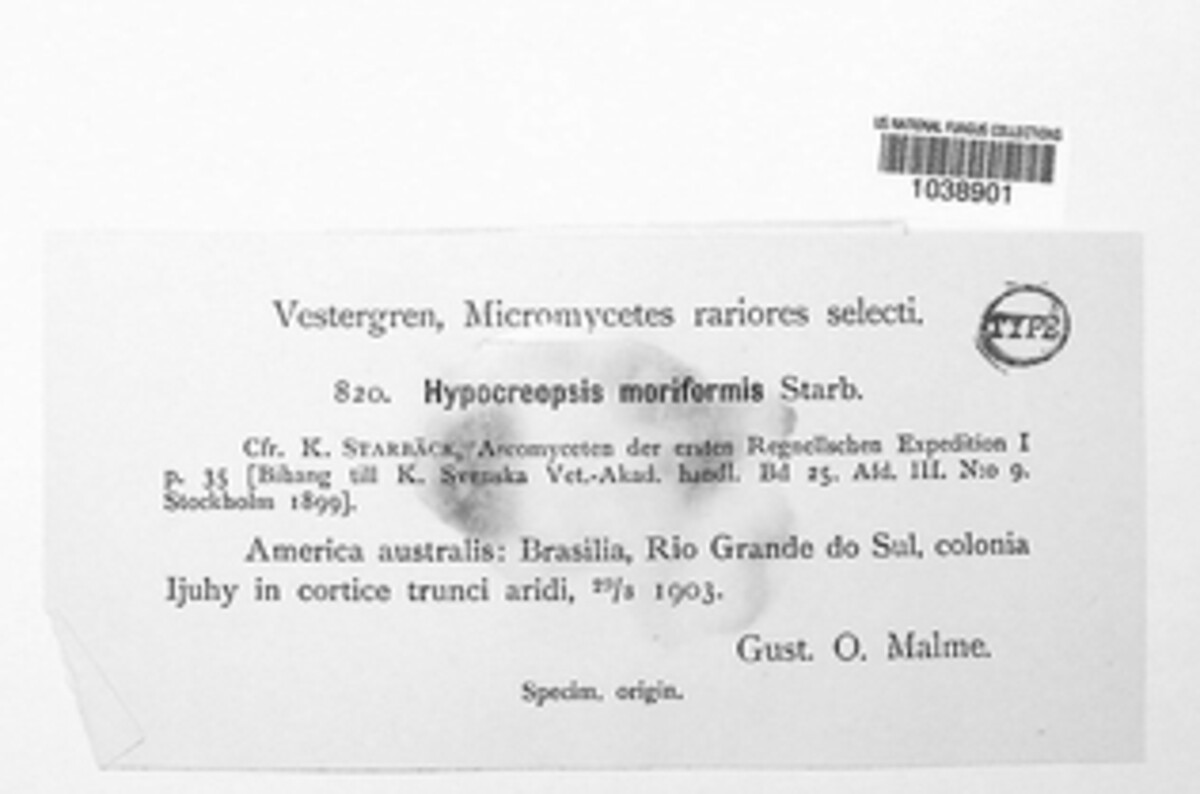 US NATIONAL FUNGUS COLLECTIONS
1038901
Vestergren, Micromycetes rariores selecti.
TYPE
820. Hypocreopsis moriformis Starb.
Cfr. K. STARBÄCK, Ascomyceten der ersten Regnellschen Expedition I
p. 35 [Bihang till K. Svenska Vet.-Akad. handl. Bd 25. Afd. III. N:o 9.
Stockholm 1899].
America australis: Brasilia, Rio Grande do Sul, colonia
Ijuhy in cortice trunci aridi, 1903.
Gust. O. Malme.
Specim. origin.